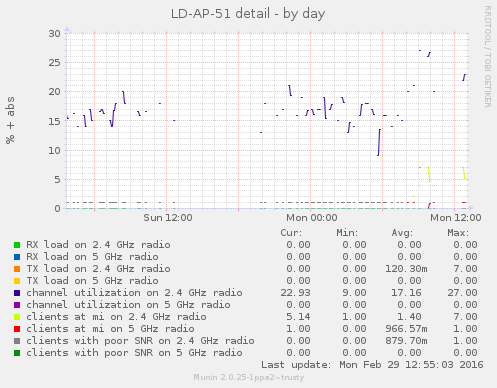 LD-AP-51 detail - by day
RRDTOOL / TOBI OETIKER
% + abs
30
25
20
15
10
5
0
Sun 12:00 Mon 00:00 Mon 12:00
Cur: Min: Avg: Max:
RX load on 2.4 GHz radio 0.00 0.00 0.00 0.00
RX load on 5 GHz radio 0.00 0.00 0.00 0.00
TX load on 2.4 GHz radio 0.00 0.00 120.30m 7.00
TX load on 5 GHz radio 0.00 0.00 0.00 0.00
channel utilization on 2.4 GHz radio 22.93 9.00 17.16 27.00
channel utilization on 5 GHz radio 0.00 0.00 0.00 0.00
clients at mi on 2.4 GHz radio 5.14 1.00 1.40 7.00
clients at mi on 5 GHz radio 1.00 0.00 966.57m 1.00
clients with poor SNR on 2.4 GHz radio 0.00 0.00 879.70m 1.00
clients with poor SNR on 5 GHz radio 0.00 0.00 0.00 0.00
Last update: Mon Feb 29 12:55:03 2016
Munin 2.0.25-1ppa2~trusty